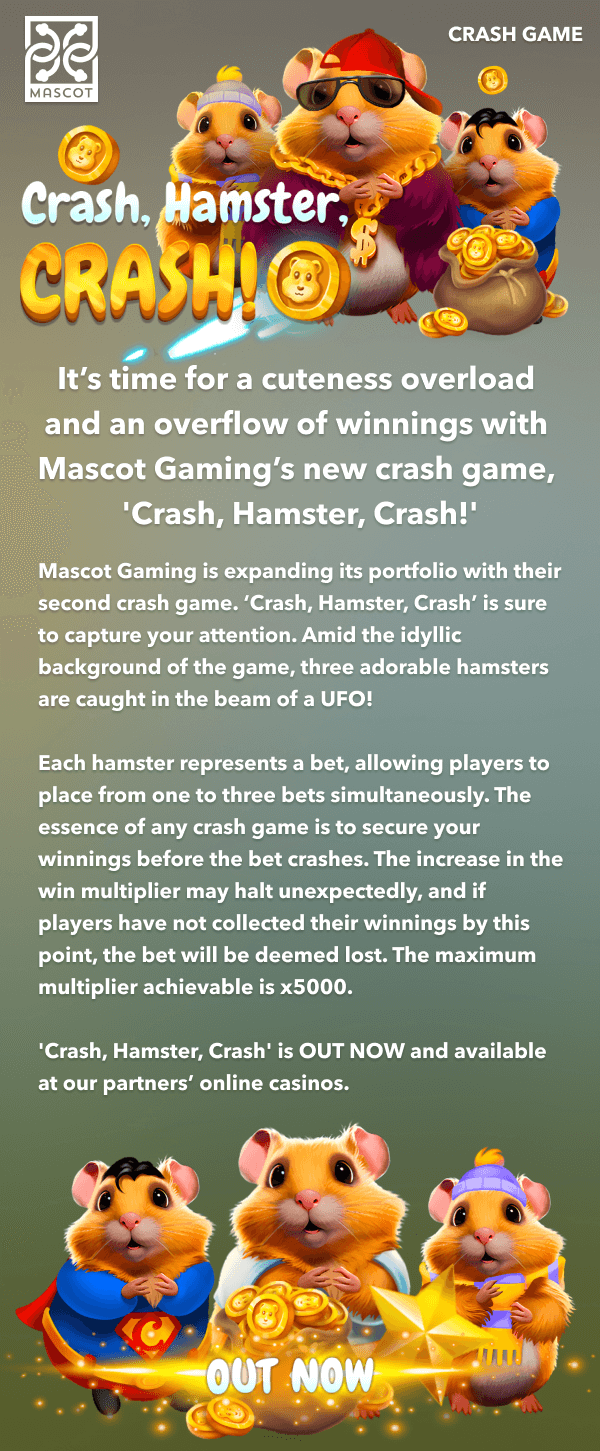 MASCOT
CRASH GAME
Crash, Hamster,
CRASH!
$
It’s time for a cuteness overload
and an overflow of winnings with
Mascot Gaming’s new crash game,
'Crash, Hamster, Crash!'
Mascot Gaming is expanding its portfolio with their
second crash game. ‘Crash, Hamster, Crash’ is sure
to capture your attention. Amid the idyllic
background of the game, three adorable hamsters
are caught in the beam of a UFO!
Each hamster represents a bet, allowing players to
place from one to three bets simultaneously. The
essence of any crash game is to secure your
winnings before the bet crashes. The increase in the
win multiplier may halt unexpectedly, and if
players have not collected their winnings by this
point, the bet will be deemed lost. The maximum
multiplier achievable is x5000.
'Crash, Hamster, Crash' is OUT NOW and available
at our partners’ online casinos.
C
OUT NOW